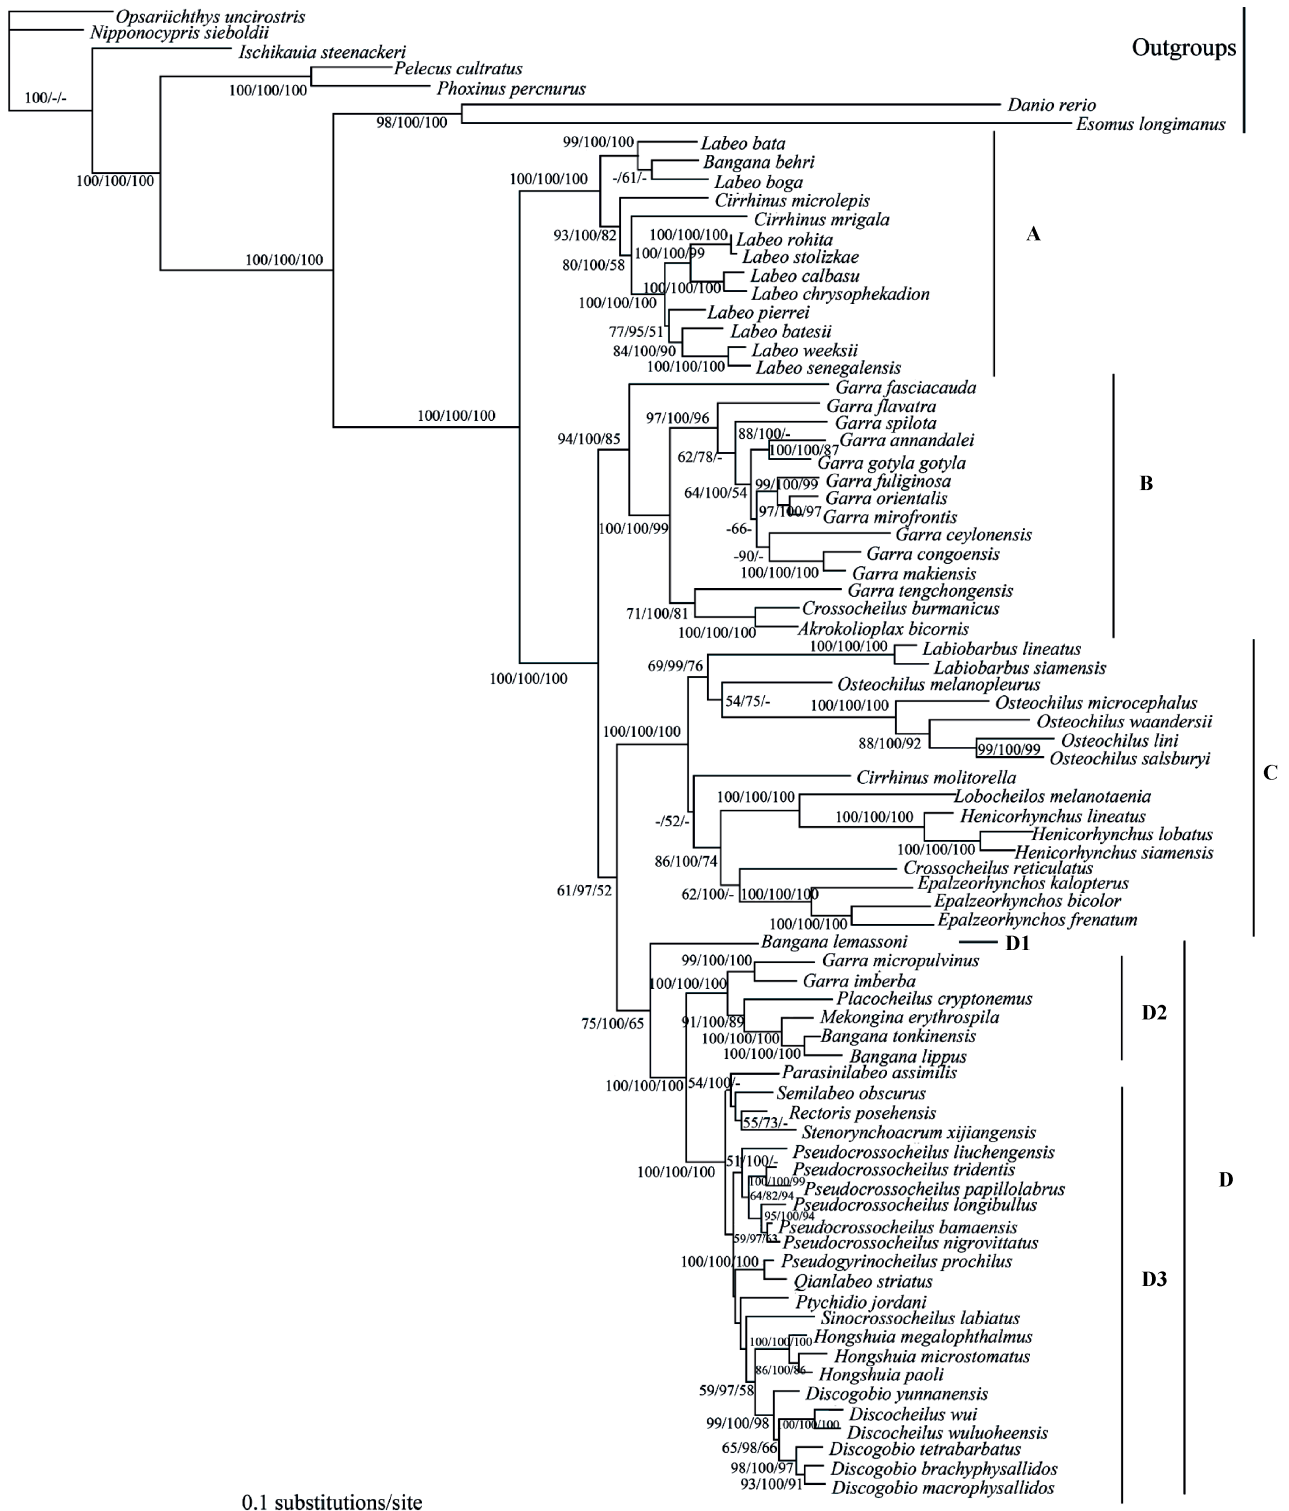 Opsariichthys uncirostris
Nipponocypris sieboldii
Ischikauia steenackeri
Outgroups
Pelecus cultratus
100/100/100
Phoxinus percnurus
100/-/-
Danio rerio
98/100/100
Esomus longimanus
99/100/100
Labeo bata
Bangana behri
100/100/100
-/61/-
Labeo boga
100/100/100
Cirrhinus microlepis
Cirrhinus mrigala
93/100/82
100/100/100
Labeo rohita
A
100/100/99
Labeo stolizkae
100/100/100
80/100/58
Labeo calbasu
100/100/100
Labeo chrysophekadion
100/100/100
Labeo pierrei
77/95/51
Labeo batesii
84/100/90
Labeo weeksii
100/100/100
Labeo senegalensis
Garra fasciacauda
Garra flavatra
100/100/100
97/100/96
Garra spilota
94/100/85
88/100/-
Garra annandalei
100/100/87
62/78/-
Garra gotyla gotyla
99/100/99
Garra fuliginosa
B
64/100/54
Garra orientalis
97/100/97
Garra mirofrontis
100/100/99
-66-
Garra ceylonensis
-90/-
Garra congoensis
100/100/100
Garra makiensis
Garra tengchongensis
71/100/81
Crossocheilus burmanicus
100/100/100
Akrokolioplax bicornis
100/100/100
Labiobarbus lineatus
69/99/76
Labiobarbus siamensis
100/100/100
Osteochilus melanopleurus
54/75/-
100/100/100
Osteochilus microcephalus
Osteochilus waandersii
100/100/100
88/100/92
Osteochilus lini
99/100/99
Osteochilus salsburyi
C
Cirrhinus molitorella
100/100/100
Lobocheilos melanotaenia
-/52/-
100/100/100
Henicorhynchus lineatus
Henicorhynchus lobatus
100/100/100
Henicorhynchus siamensis
86/100/74
Crossocheilus reticulatus
61/97/52
62/100/-
100/100/100
Epalzeorhynchos kalopterus
Epalzeorhynchos bicolor
100/100/100
Epalzeorhynchos frenatum
Bangana lemassoni
D1
99/100/100
Garra micropulvinus
100/100/100
Garra imberba
Placocheilus cryptonemus
D2
75/100/65
91/100/89
Mekongina erythrospila
100/100/100
Bangana tonkinensis
100/100/100
Bangana lippus
Parasinilabeo assimilis
100/100/100
54/100/-
Semilabeo obscurus
Rectoris posehensis
55/73/-
Stenorynchoacrum xijiangensis
Pseudocrossocheilus liuchengensis
51/100/-
100/100/100
Pseudocrossocheilus tridentis
D
100/100/99
Pseudocrossocheilus papillolabrus
64/82/94
Pseudocrossocheilus longibullus
95/100/94
Pseudocrossocheilus bamaensis
59/97/63
Pseudocrossocheilus nigrovittatus
100/100/100
Pseudogyrinocheilus prochilus
D3
Qianlabeo striatus
Ptychidio jordani
Sinocrossocheilus labiatus
100/100/100
Hongshuia megalophthalmus
Hongshuia microstomatus
86/100/86
Hongshuia paoli
59/97/58
Discogobio yunnanensis
99/100/98
Discocheilus wui
100/100/100
Discocheilus wuluoheensis
65/98/66
Discogobio tetrabarbatus
98/100/97
Discogobio brachyphysallidos
93/100/91
Discogobio macrophysallidos
0.1 substitutions/site